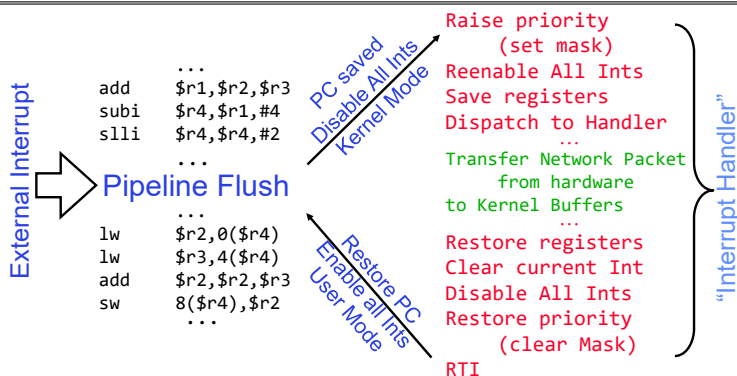 External Interrupt
...
add $r1,$r2,$r3
subi $r4,$r1,#4
slli $r4,$r4,#2
...
Pipeline Flush
...
lw $r2,0($r4)
lw $r3,4($r4)
add $r2,$r2,$r3
sw 8($r4),$r2
...
PC saved
Disable All Ints
Kernel Mode
Raise priority
(set mask)
Reenable All Ints
Save registers
Dispatch to Handler
...
Transfer Network Packet
from hardware
to Kernel Buffers
...
Restore registers
Clear current Int
Disable All Ints
Restore priority
(clear Mask)
RTI
Restore PC
Enable all Ints
User Mode
“Interrupt Handler”